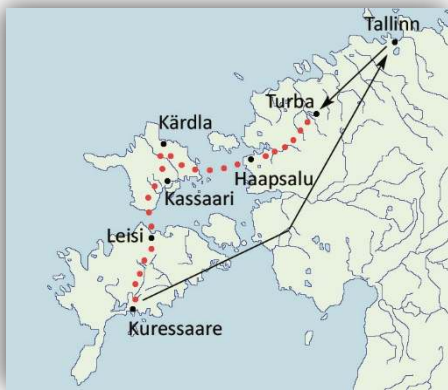 Tallinn
Turba
Kärdla
Haapsalu
Kassaari
Leisi
Kuressaare